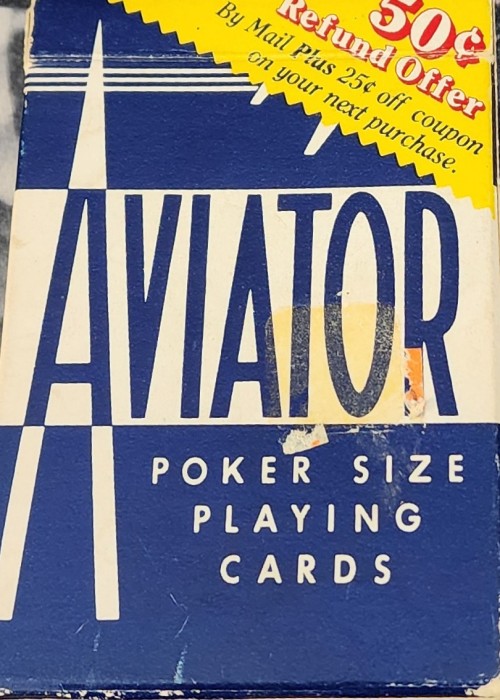 50¢
Refund Offer
By Mail Plus 25¢ off coupon
on your next purchase.
AVIATOR
POKER SIZE
PLAYING
CARDS